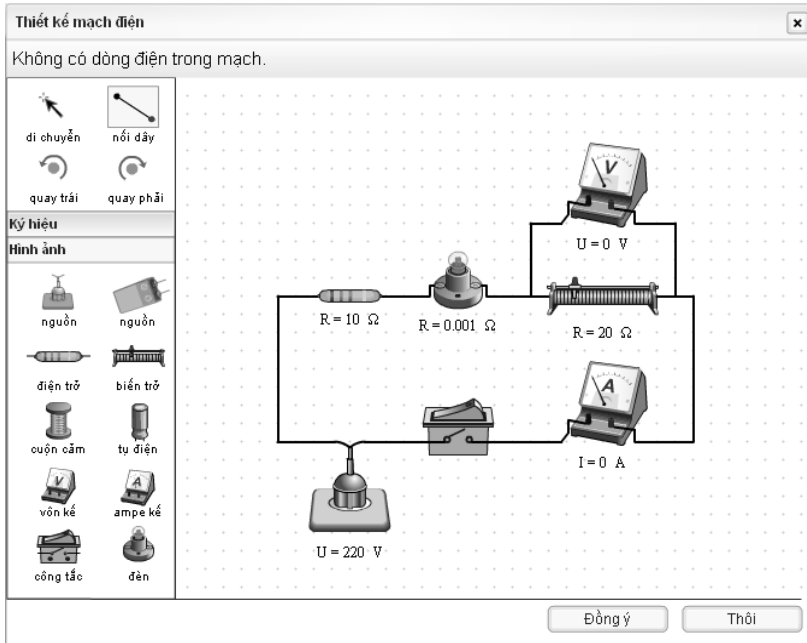 Thiết kế mạch điện
Không có dòng điện trong mạch.
di chuyển
nối dây
quay trái
quay phải
Ký hiệu
Hình ảnh
nguồn
nguồn
điện trở
biến trở
cuộn cảm
tụ điện
vôn kế
ampe kế
công tắc
đèn
V
U = 0 V
R = 10 Ω
R = 0.001 Ω
R = 20 Ω
A
I = 0 A
U = 220 V
Đồng ý
Thôi